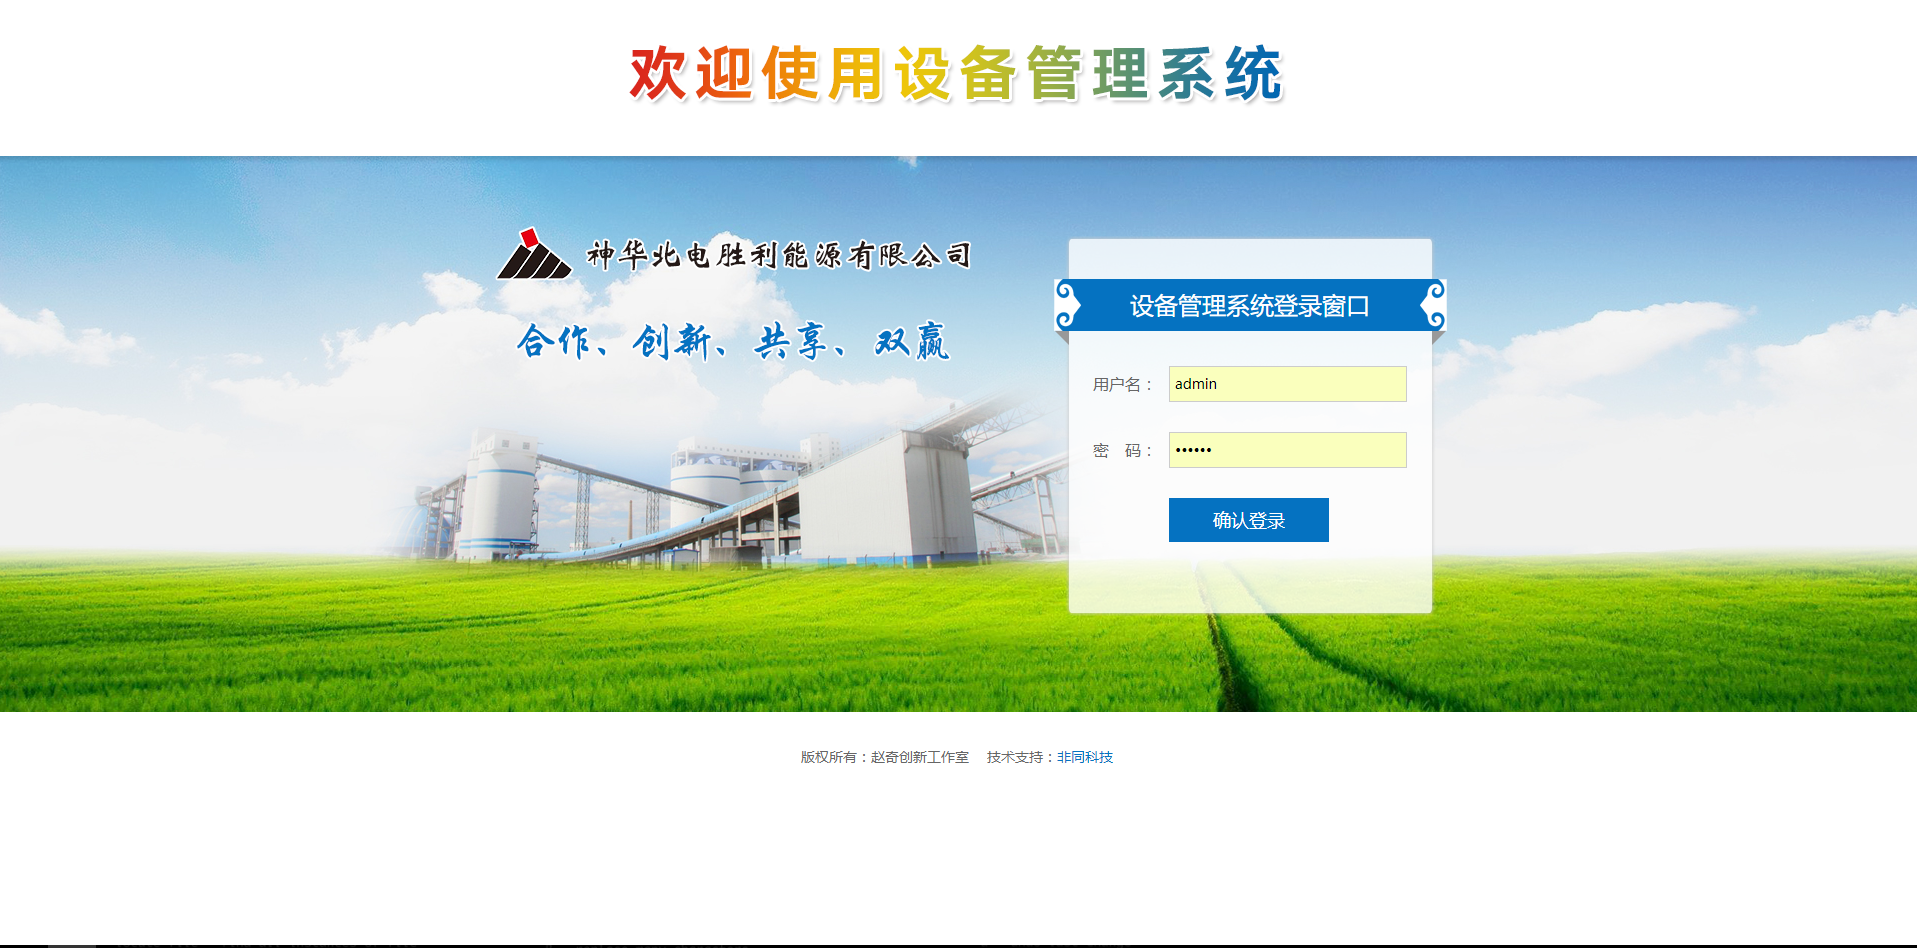 欢迎使用设备管理系统
神华北电胜利能源有限公司
合作、创新、共享、双赢
设备管理系统登录窗口
用户名：admin
密 码：••••••
确认登录
版权所有：赵奇创新工作室 技术支持：非同科技